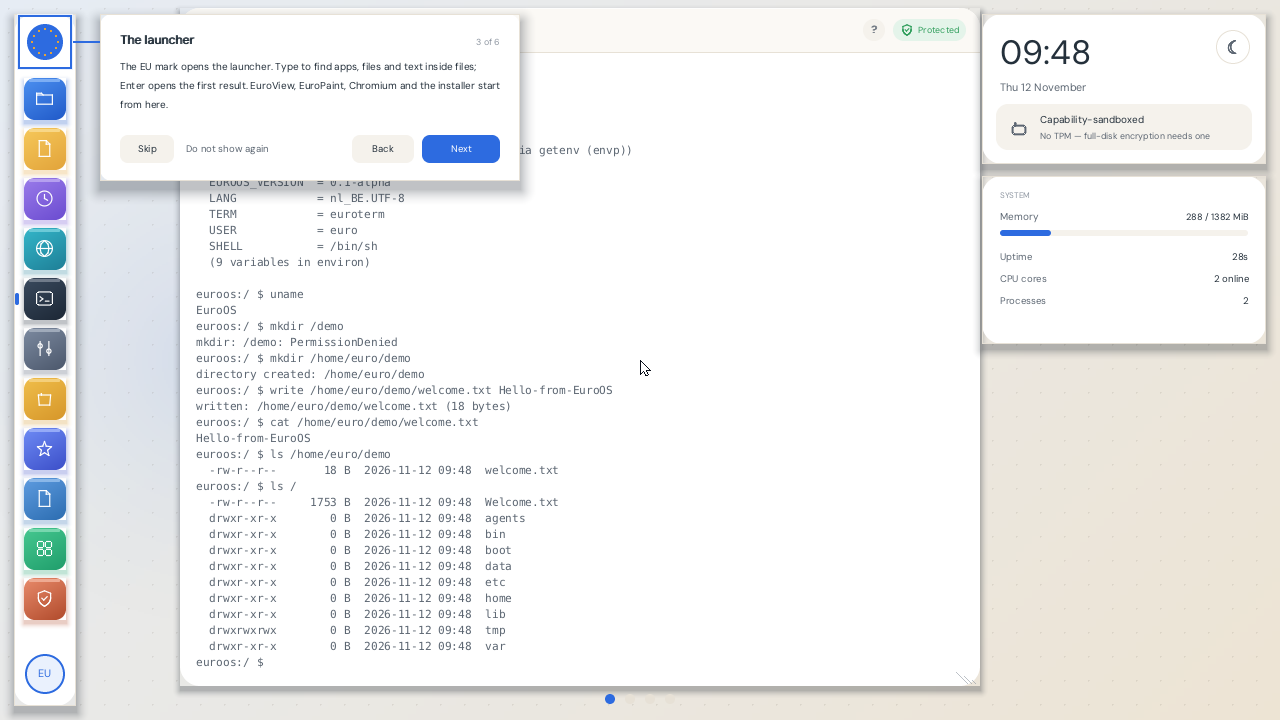 The launcher
3 of 6
The EU mark opens the launcher. Type to find apps, files and text inside files;
Enter opens the first result. EuroView, EuroPaint, Chromium and the installer start
from here.
Skip
Do not show again
Back
Next
?
Protected
ia getenv (envp))
EUROOS_VERSION = 0.1-alpha
LANG = nl_BE.UTF-8
TERM = euroterm
USER = euro
SHELL = /bin/sh
(9 variables in environ)
euroos:/ $ uname
EuroOS
euroos:/ $ mkdir /demo
mkdir: /demo: PermissionDenied
euroos:/ $ mkdir /home/euro/demo
directory created: /home/euro/demo
euroos:/ $ write /home/euro/demo/welcome.txt Hello-from-EuroOS
written: /home/euro/demo/welcome.txt (18 bytes)
euroos:/ $ cat /home/euro/demo/welcome.txt
Hello-from-EuroOS
euroos:/ $ ls /home/euro/demo
-rw-r--r-- 18 B 2026-11-12 09:48 welcome.txt
euroos:/ $ ls /
-rw-r--r-- 1753 B 2026-11-12 09:48 Welcome.txt
drwxr-xr-x 0 B 2026-11-12 09:48 agents
drwxr-xr-x 0 B 2026-11-12 09:48 bin
drwxr-xr-x 0 B 2026-11-12 09:48 boot
drwxr-xr-x 0 B 2026-11-12 09:48 data
drwxr-xr-x 0 B 2026-11-12 09:48 etc
drwxr-xr-x 0 B 2026-11-12 09:48 home
drwxr-xr-x 0 B 2026-11-12 09:48 lib
drwxrwxrwx 0 B 2026-11-12 09:48 tmp
drwxr-xr-x 0 B 2026-11-12 09:48 var
euroos:/ $
EU
09:48
Thu 12 November
Capability-sandboxed
No TPM — full-disk encryption needs one
SYSTEM
Memory 288 / 1382 MiB
Uptime 28s
CPU cores 2 online
Processes 2